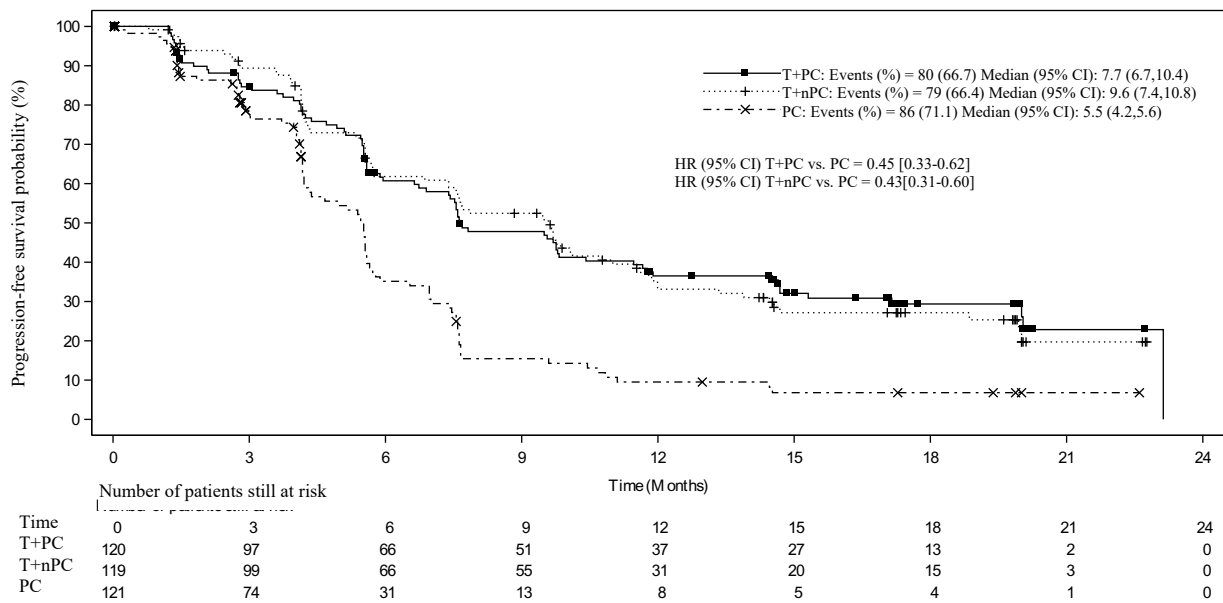 100
90
80
70
60
50
40
30
20
10
0
Progression-free survival probability (%)
T+PC: Events (%) = 80 (66.7) Median (95% CI): 7.7 (6.7,10.4)
T+nPC: Events (%) = 79 (66.4) Median (95% CI): 9.6 (7.4,10.8)
PC: Events (%) = 86 (71.1) Median (95% CI): 5.5 (4.2,5.6)
HR (95% CI) T+PC vs. PC = 0.45 [0.33-0.62]
HR (95% CI) T+nPC vs. PC = 0.43[0.31-0.60]
0 3 6 9 12 15 18 21 24
Time(Months)
Number of patients still at risk
Number of patients still at risk
Time 0 3 6 9 12 15 18 21 24
T+PC 120 97 66 51 37 27 13 2 0
T+nPC 119 99 66 55 31 20 15 3 0
PC 121 74 31 13 8 5 4 1 0